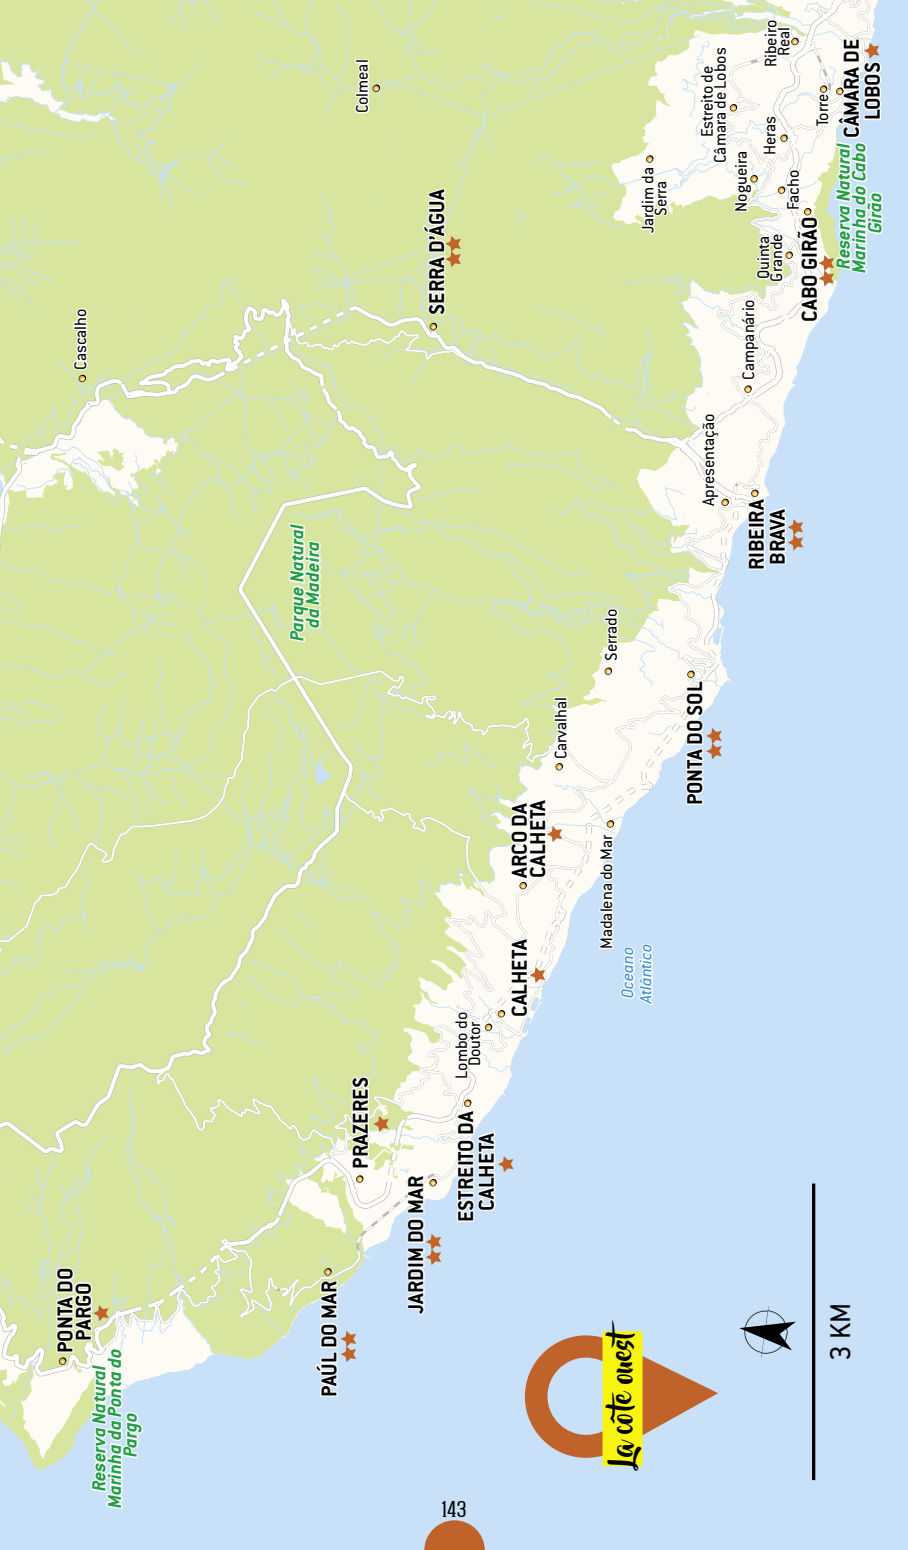 Cascalho
Colmeal
SERRA D'ÁGUA
Jardim da
Serra
Estreito de
Câmara de Lobos
Ribeiro
Real
Nogueira
Heras
Torre
CÂMARA DE
LOBOS
Facho
Reserva Natural
Marinha do Cabo
Girão
Quinta
Grande
CABO GIRÃO
Campanário
Apresentação
RIBEIRA
BRAVA
Parque Natural
da Madeira
Serrado
Carvalhal
PONTA DO SOL
ARCO DA
CALHETA
Madalena do Mar
CALHETA
Oceano
Atlântico
Lombo do
Doutor
PRAZERES
ESTREITO DA
CALHETA
JARDIM DO MAR
PAÚL DO MAR
PONTA DO
PARGO
Reserva Natural
Marinha da Ponta do
Pargo
La côte ouest
3 KM
143